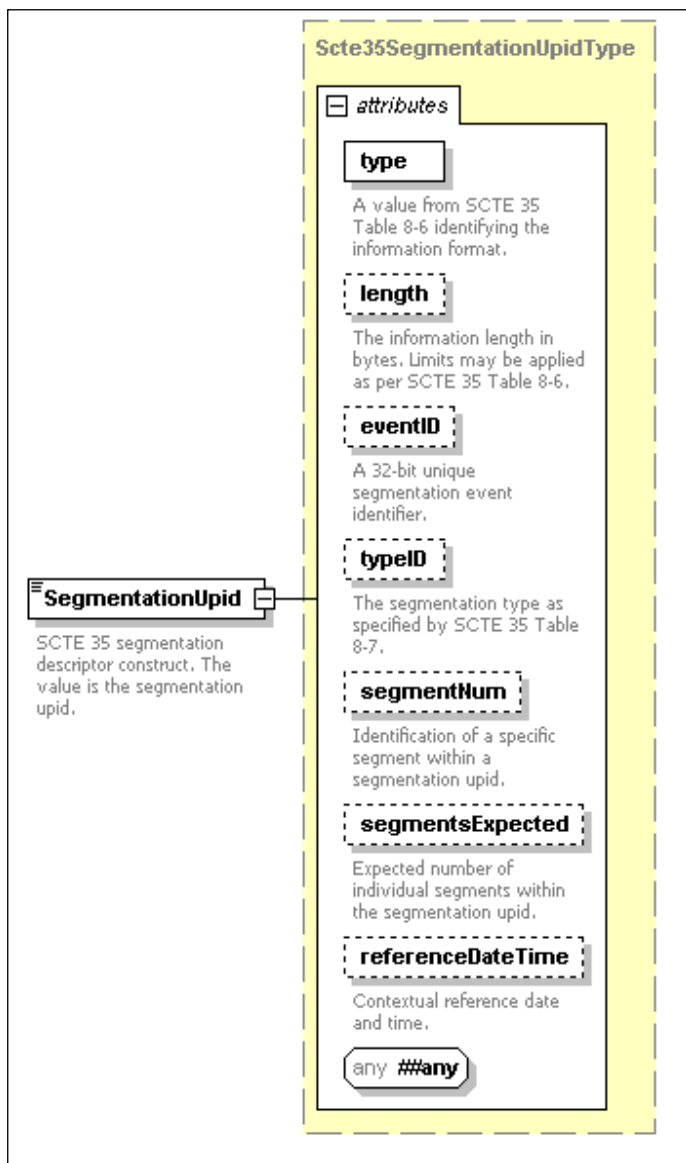 Scte35SegmentationUpidType
attributes
type
A value from SCTE 35
Table 8-6 identifying the
information format.
length
The information length in
bytes. Limits may be applied
as per SCTE 35 Table 8-6.
eventID
A 32-bit unique
segmentation event
identifier.
typeID
The segmentation type as
specified by SCTE 35 Table
8-7.
SegmentationUpid
SCTE 35 segmentation
descriptor construct. The
value is the segmentation
upid.
segmentNum
Identification of a specific
segment within a
segmentation upid.
segmentsExpected
Expected number of
individual segments within
the segmentation upid.
referenceDateTime
Contextual reference date
and time.
any ##any